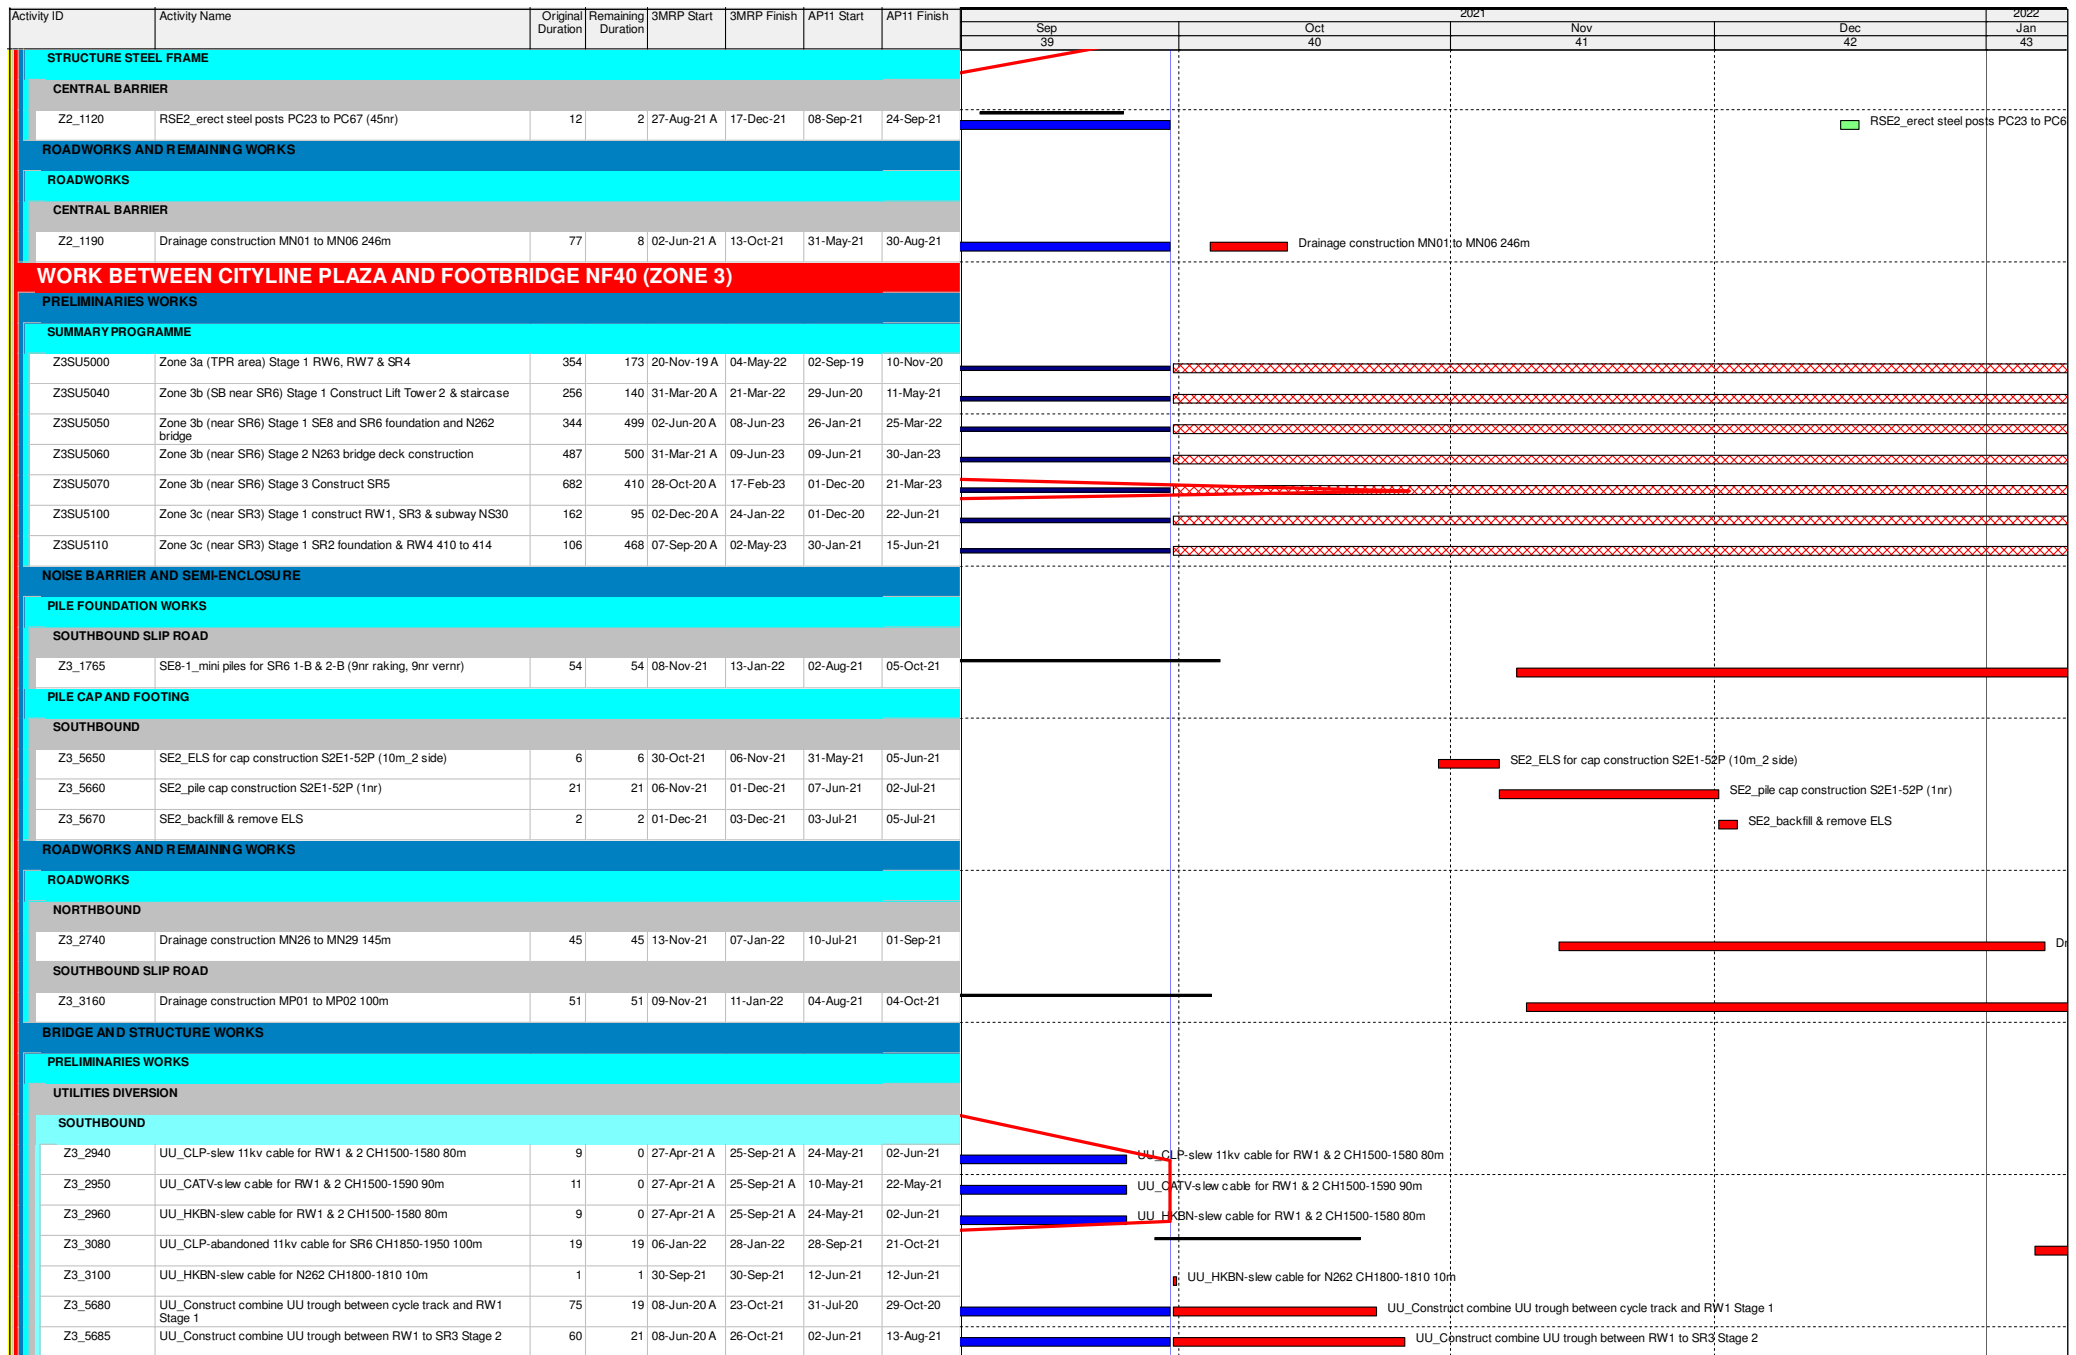 Activity ID Activity Name Original Remaining 3MRP Start 3MRP Finish AP11 Start AP11 Finish 2021 2022
Duration Duration Sep Oct Nov Dec Jan
39 40 41 42 43
STRUCTURE STEEL FRAME
CENTRAL BARRIER
Z2_1120 RSE2_erect steel posts PC23 to PC67 (45nr) 12 2 27-Aug-21 A 17-Dec-21 08-Sep-21 24-Sep-21 RSE2_erect steel posts PC23 to PC6
ROADWORKS AND REMAINING WORKS
ROADWORKS
CENTRAL BARRIER
Z2_1190 Drainage construction MN01 to MN06 246m 77 8 02-Jun-21 A 13-Oct-21 31-May-21 30-Aug-21 Drainage construction MN01 to MN06 246m
WORK BETWEEN CITYLINE PLAZA AND FOOTBRIDGE NF40 (ZONE 3)
PRELIMINARIES WORKS
SUMMARY PROGRAMME
Z3SU5000 Zone 3a (TPR area) Stage 1 RW6, RW7 & SR4 354 173 20-Nov-19 A 04-May-22 02-Sep-19 10-Nov-20
Z3SU5040 Zone 3b (SB near SR6) Stage 1 Construct Lift Tower 2 & staircase 256 140 31-Mar-20 A 21-Mar-22 29-Jun-20 11-May-21
Z3SU5050 Zone 3b (near SR6) Stage 1 SE8 and SR6 foundation and N262 344 499 02-Jun-20 A 08-Jun-23 26-Jan-21 25-Mar-22
bridge
Z3SU5060 Zone 3b (near SR6) Stage 2 N263 bridge deck construction 487 500 31-Mar-21 A 09-Jun-23 09-Jun-21 30-Jan-23
Z3SU5070 Zone 3b (near SR6) Stage 3 Construct SR5 682 410 28-Oct-20 A 17-Feb-23 01-Dec-20 21-Mar-23
Z3SU5100 Zone 3c (near SR3) Stage 1 construct RW1, SR3 & subway NS30 162 95 02-Dec-20 A 24-Jan-22 01-Dec-20 22-Jun-21
Z3SU5110 Zone 3c (near SR3) Stage 1 SR2 foundation & RW4 410 to 414 106 468 07-Sep-20 A 02-May-23 30-Jan-21 15-Jun-21
NOISE BARRIER AND SEMI-ENCLOSURE
PILE FOUNDATION WORKS
SOUTHBOUND SLIP ROAD
Z3_1765 SE8-1_mini piles for SR6 1-B & 2-B (9nr raking, 9nr vernr) 54 54 08-Nov-21 13-Jan-22 02-Aug-21 05-Oct-21
PILE CAP AND FOOTING
SOUTHBOUND
Z3_5650 SE2_ELS for cap construction S2E1-52P (10m_2 side) 6 6 30-Oct-21 06-Nov-21 31-May-21 05-Jun-21 SE2_ELS for cap construction S2E1-52P (10m_2 side)
Z3_5660 SE2_pile cap construction S2E1-52P (1nr) 21 21 06-Nov-21 01-Dec-21 07-Jun-21 02-Jul-21 SE2_pile cap construction S2E1-52P (1nr)
Z3_5670 SE2_backfill & remove ELS 2 2 01-Dec-21 03-Dec-21 03-Jul-21 05-Jul-21 SE2_backfill & remove ELS
ROADWORKS AND REMAINING WORKS
ROADWORKS
NORTHBOUND
Z3_2740 Drainage construction MN26 to MN29 145m 45 45 13-Nov-21 07-Jan-22 10-Jul-21 01-Sep-21 Dr
SOUTHBOUND SLIP ROAD
Z3_3160 Drainage construction MP01 to MP02 100m 51 51 09-Nov-21 11-Jan-22 04-Aug-21 04-Oct-21
BRIDGE AND STRUCTURE WORKS
PRELIMINARIES WORKS
UTILITIES DIVERSION
SOUTHBOUND
Z3_2940 UU_CLP-slew 11kv cable for RW1 & 2 CH1500-1580 80m 9 0 27-Apr-21 A 25-Sep-21 A 24-May-21 02-Jun-21 UU_CLP-slew 11kv cable for RW1 & 2 CH1500-1580 80m
Z3_2950 UU_CATV-slew cable for RW1 & 2 CH1500-1590 90m 11 0 27-Apr-21 A 25-Sep-21 A 10-May-21 22-May-21 UU_CATV-slew cable for RW1 & 2 CH1500-1590 90m
Z3_2960 UU_HKBN-slew cable for RW1 & 2 CH1500-1580 80m 9 0 27-Apr-21 A 25-Sep-21 A 24-May-21 02-Jun-21 UU_HKBN-slew cable for RW1 & 2 CH1500-1580 80m
Z3_3080 UU_CLP-abandoned 11kv cable for SR6 CH1850-1950 100m 19 19 06-Jan-22 28-Jan-22 28-Sep-21 21-Oct-21
Z3_3100 UU_HKBN-slew cable for N262 CH1800-1810 10m 1 1 30-Sep-21 30-Sep-21 12-Jun-21 12-Jun-21 UU_HKBN-slew cable for N262 CH1800-1810 10m
Z3_5680 UU_Construct combine UU trough between cycle track and RW1 75 19 08-Jun-20 A 23-Oct-21 31-Jul-20 29-Oct-20 UU_Construct combine UU trough between cycle track and RW1 Stage 1
Stage 1
Z3_5685 UU_Construct combine UU trough between RW1 to SR3 Stage 2 60 21 08-Jun-20 A 26-Oct-21 02-Jun-21 13-Aug-21 UU_Construct combine UU trough between RW1 to SR3 Stage 2